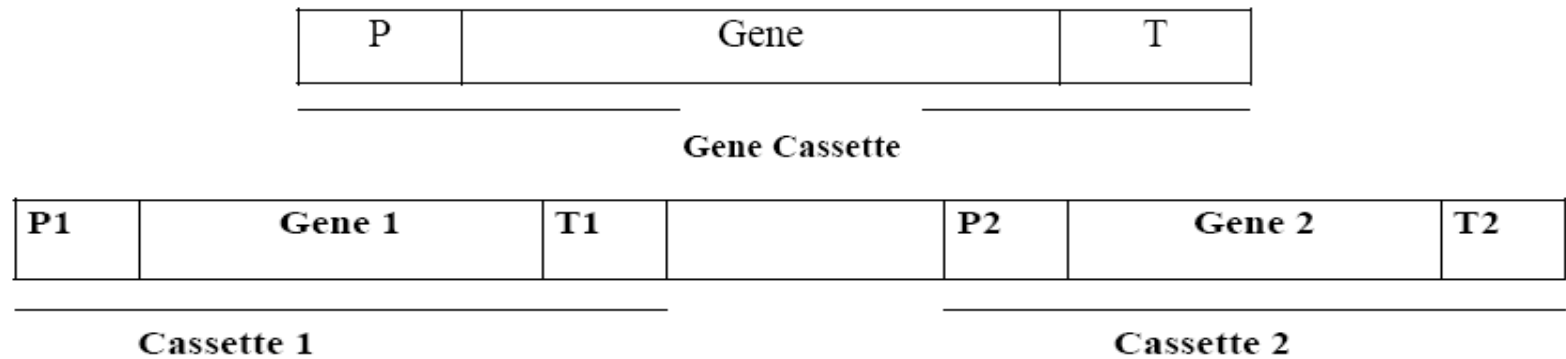 P Gene T
Gene Cassette
P1 Gene 1 T1 P2 Gene 2 T2
Cassette 1 Cassette 2